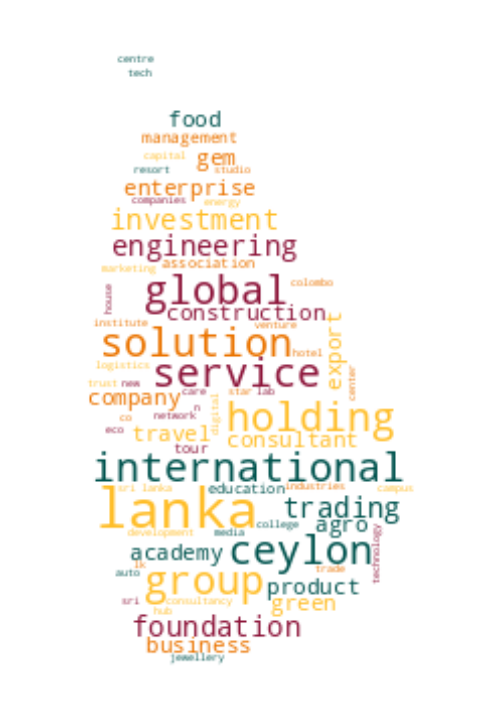 centre
tech
food
management
capital gem
resort studio
enterprise
companies energy
investment
engineering
marketing association
house global colombo
construction
institute venture export
solution hotel
logistics service center
trust new care star lab
company n digital holding
co network
eco travel consultant
tour
international
sri lanka education industries campus
lanka trading
college agro
development media technology
academy ceylon
lk trade
auto group product
sri consultancy green
hub
foundation
business
jewellery